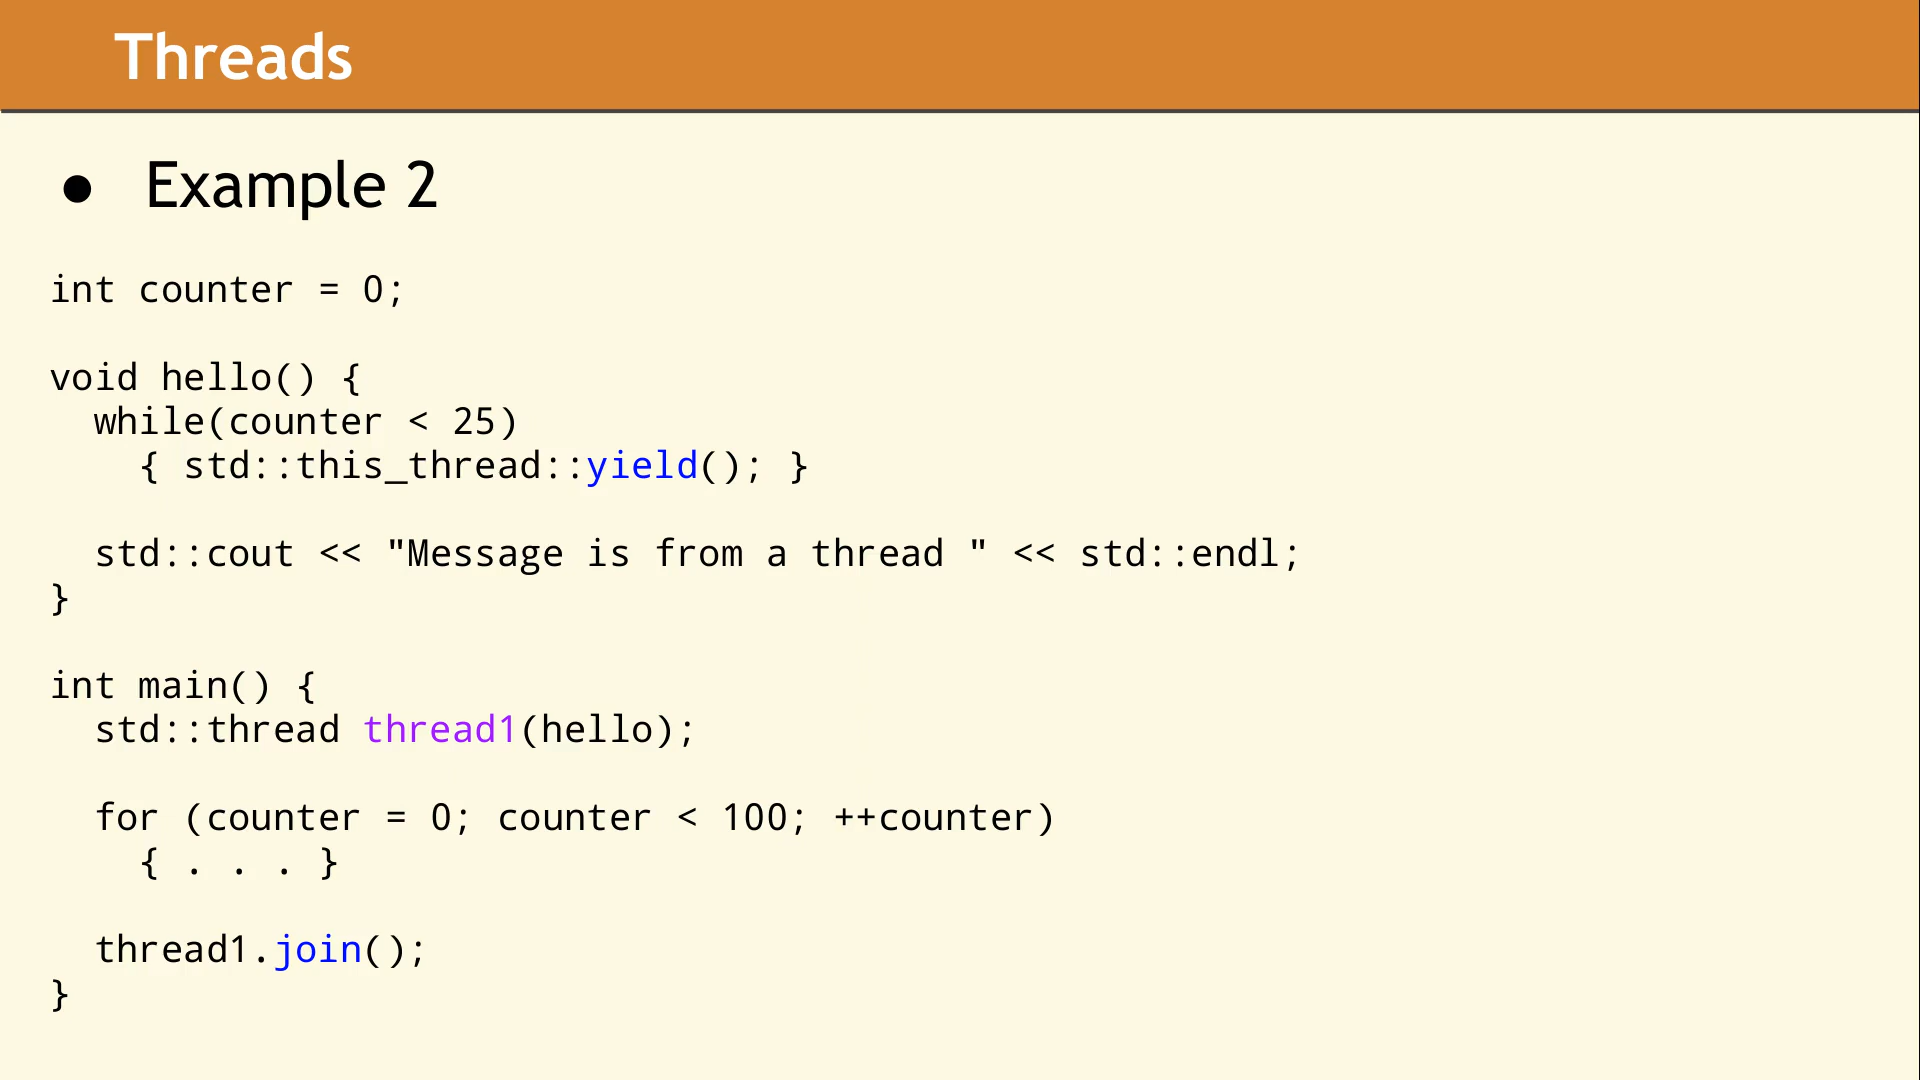 Threads
● Example 2
int counter = 0;
void hello() {
  while(counter < 25)
    { std::this_thread::yield(); }
  std::cout << "Message is from a thread " << std::endl;
}
int main() {
  std::thread thread1(hello);
  for (counter = 0; counter < 100; ++counter)
    { . . . }
  thread1.join();
}